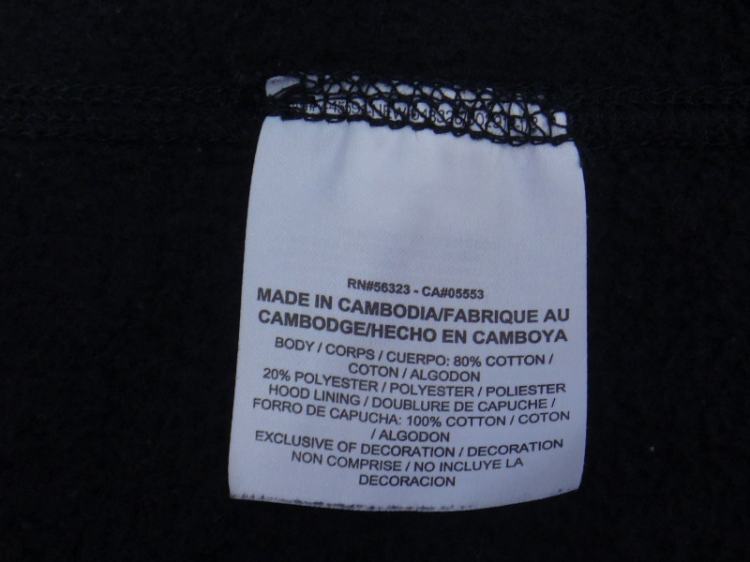 RN#56323 - CA#05553
MADE IN CAMBODIA/FABRIQUE AU
CAMBODGE/HECHO EN CAMBOYA
BODY / CORPS / CUERPO: 80% COTTON /
COTON / ALGODON
20% POLYESTER / POLYESTER / POLIESTER
HOOD LINING / DOUBLURE DE CAPUCHE /
FORRO DE CAPUCHA: 100% COTTON / COTON
/ ALGODON
EXCLUSIVE OF DECORATION / DECORATION
NON COMPRISE / NO INCLUYE LA
DECORACION